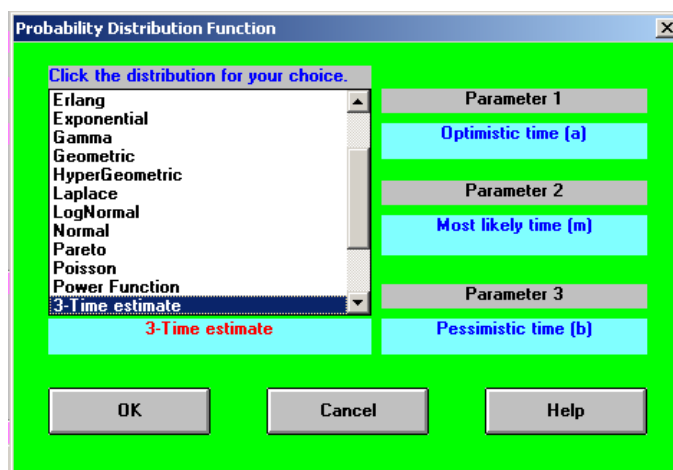 Probability Distribution Function
Click the distribution for your choice.
Erlang
Exponential
Gamma
Geometric
HyperGeometric
Laplace
LogNormal
Normal
Pareto
Poisson
Power Function
3-Time estimate
3-Time estimate
Parameter 1
Optimistic time (a)
Parameter 2
Most likely time (m)
Parameter 3
Pessimistic time (b)
OK
Cancel
Help